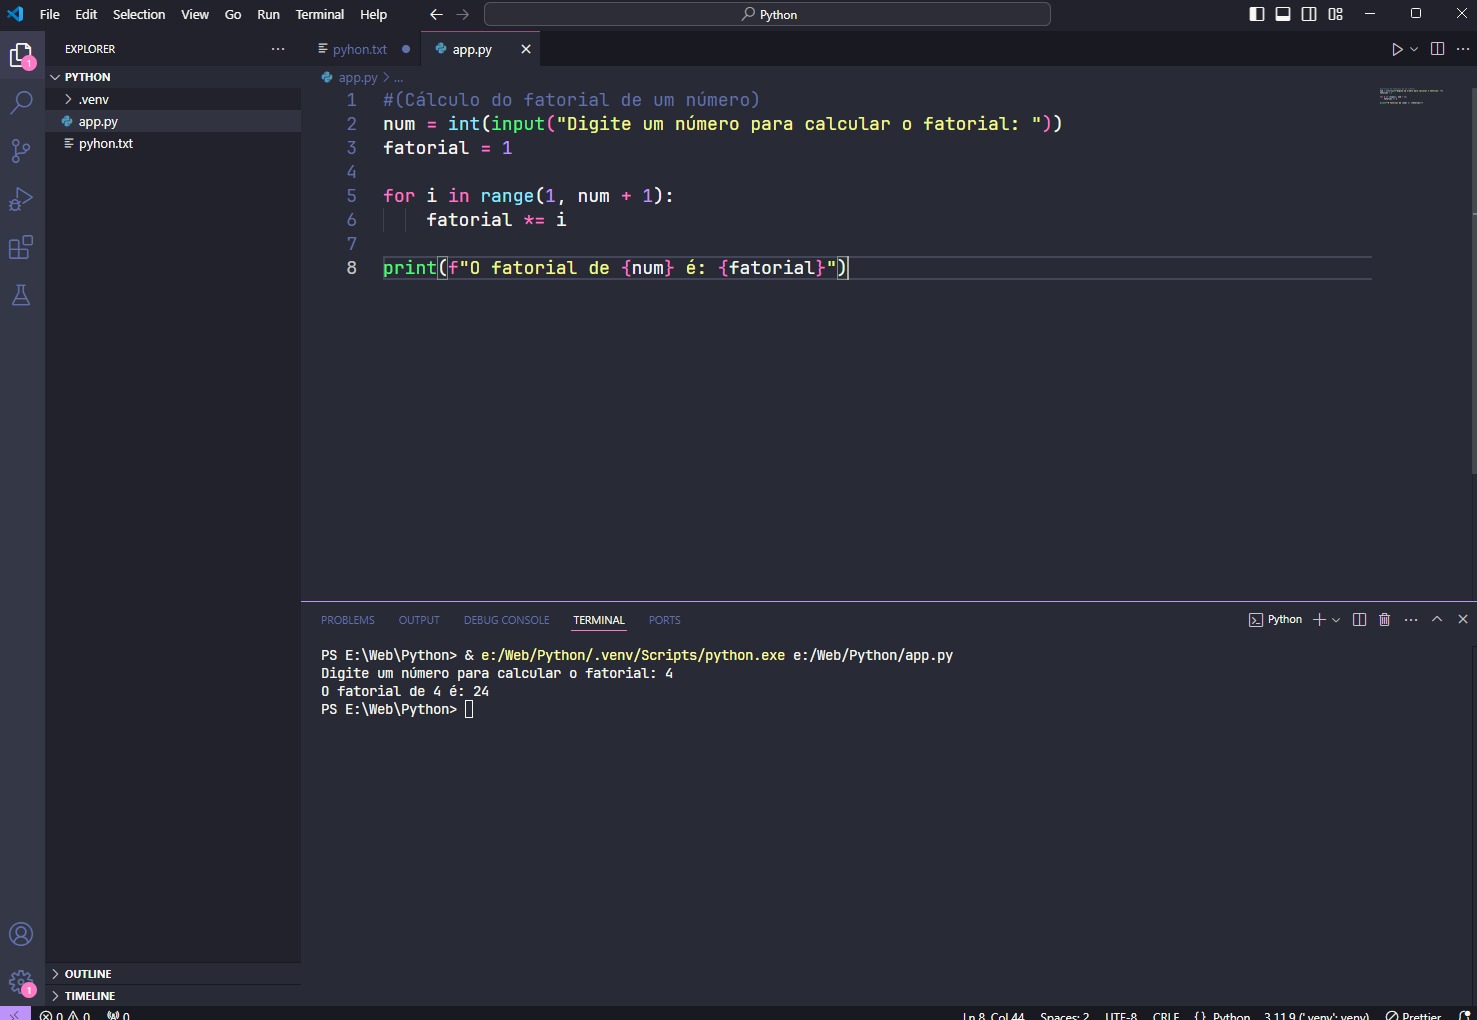 File Edit Selection View Go Run Terminal Help
Python
EXPLORER
PYTHON
.venv
app.py
pyhon.txt
OUTLINE
TIMELINE
pyhon.txt
app.py
app.py > ...
1 #(Cálculo do fatorial de um número)
2 num = int(input("Digite um número para calcular o fatorial: "))
3 fatorial = 1
4
5 for i in range(1, num + 1):
6 fatorial *= i
7
8 print(f"O fatorial de {num} é: {fatorial}")
PROBLEMS OUTPUT DEBUG CONSOLE TERMINAL PORTS
Python
PS E:\Web\Python> & e:/Web/Python/.venv/Scripts/python.exe e:/Web/Python/app.py
Digite um número para calcular o fatorial: 4
O fatorial de 4 é: 24
PS E:\Web\Python>
1
1
0 0 0
Ln 8, Col 44 Spaces: 2 UTF-8 CRLF {} Python 3.11.9 ('.venv': venv) Prettier